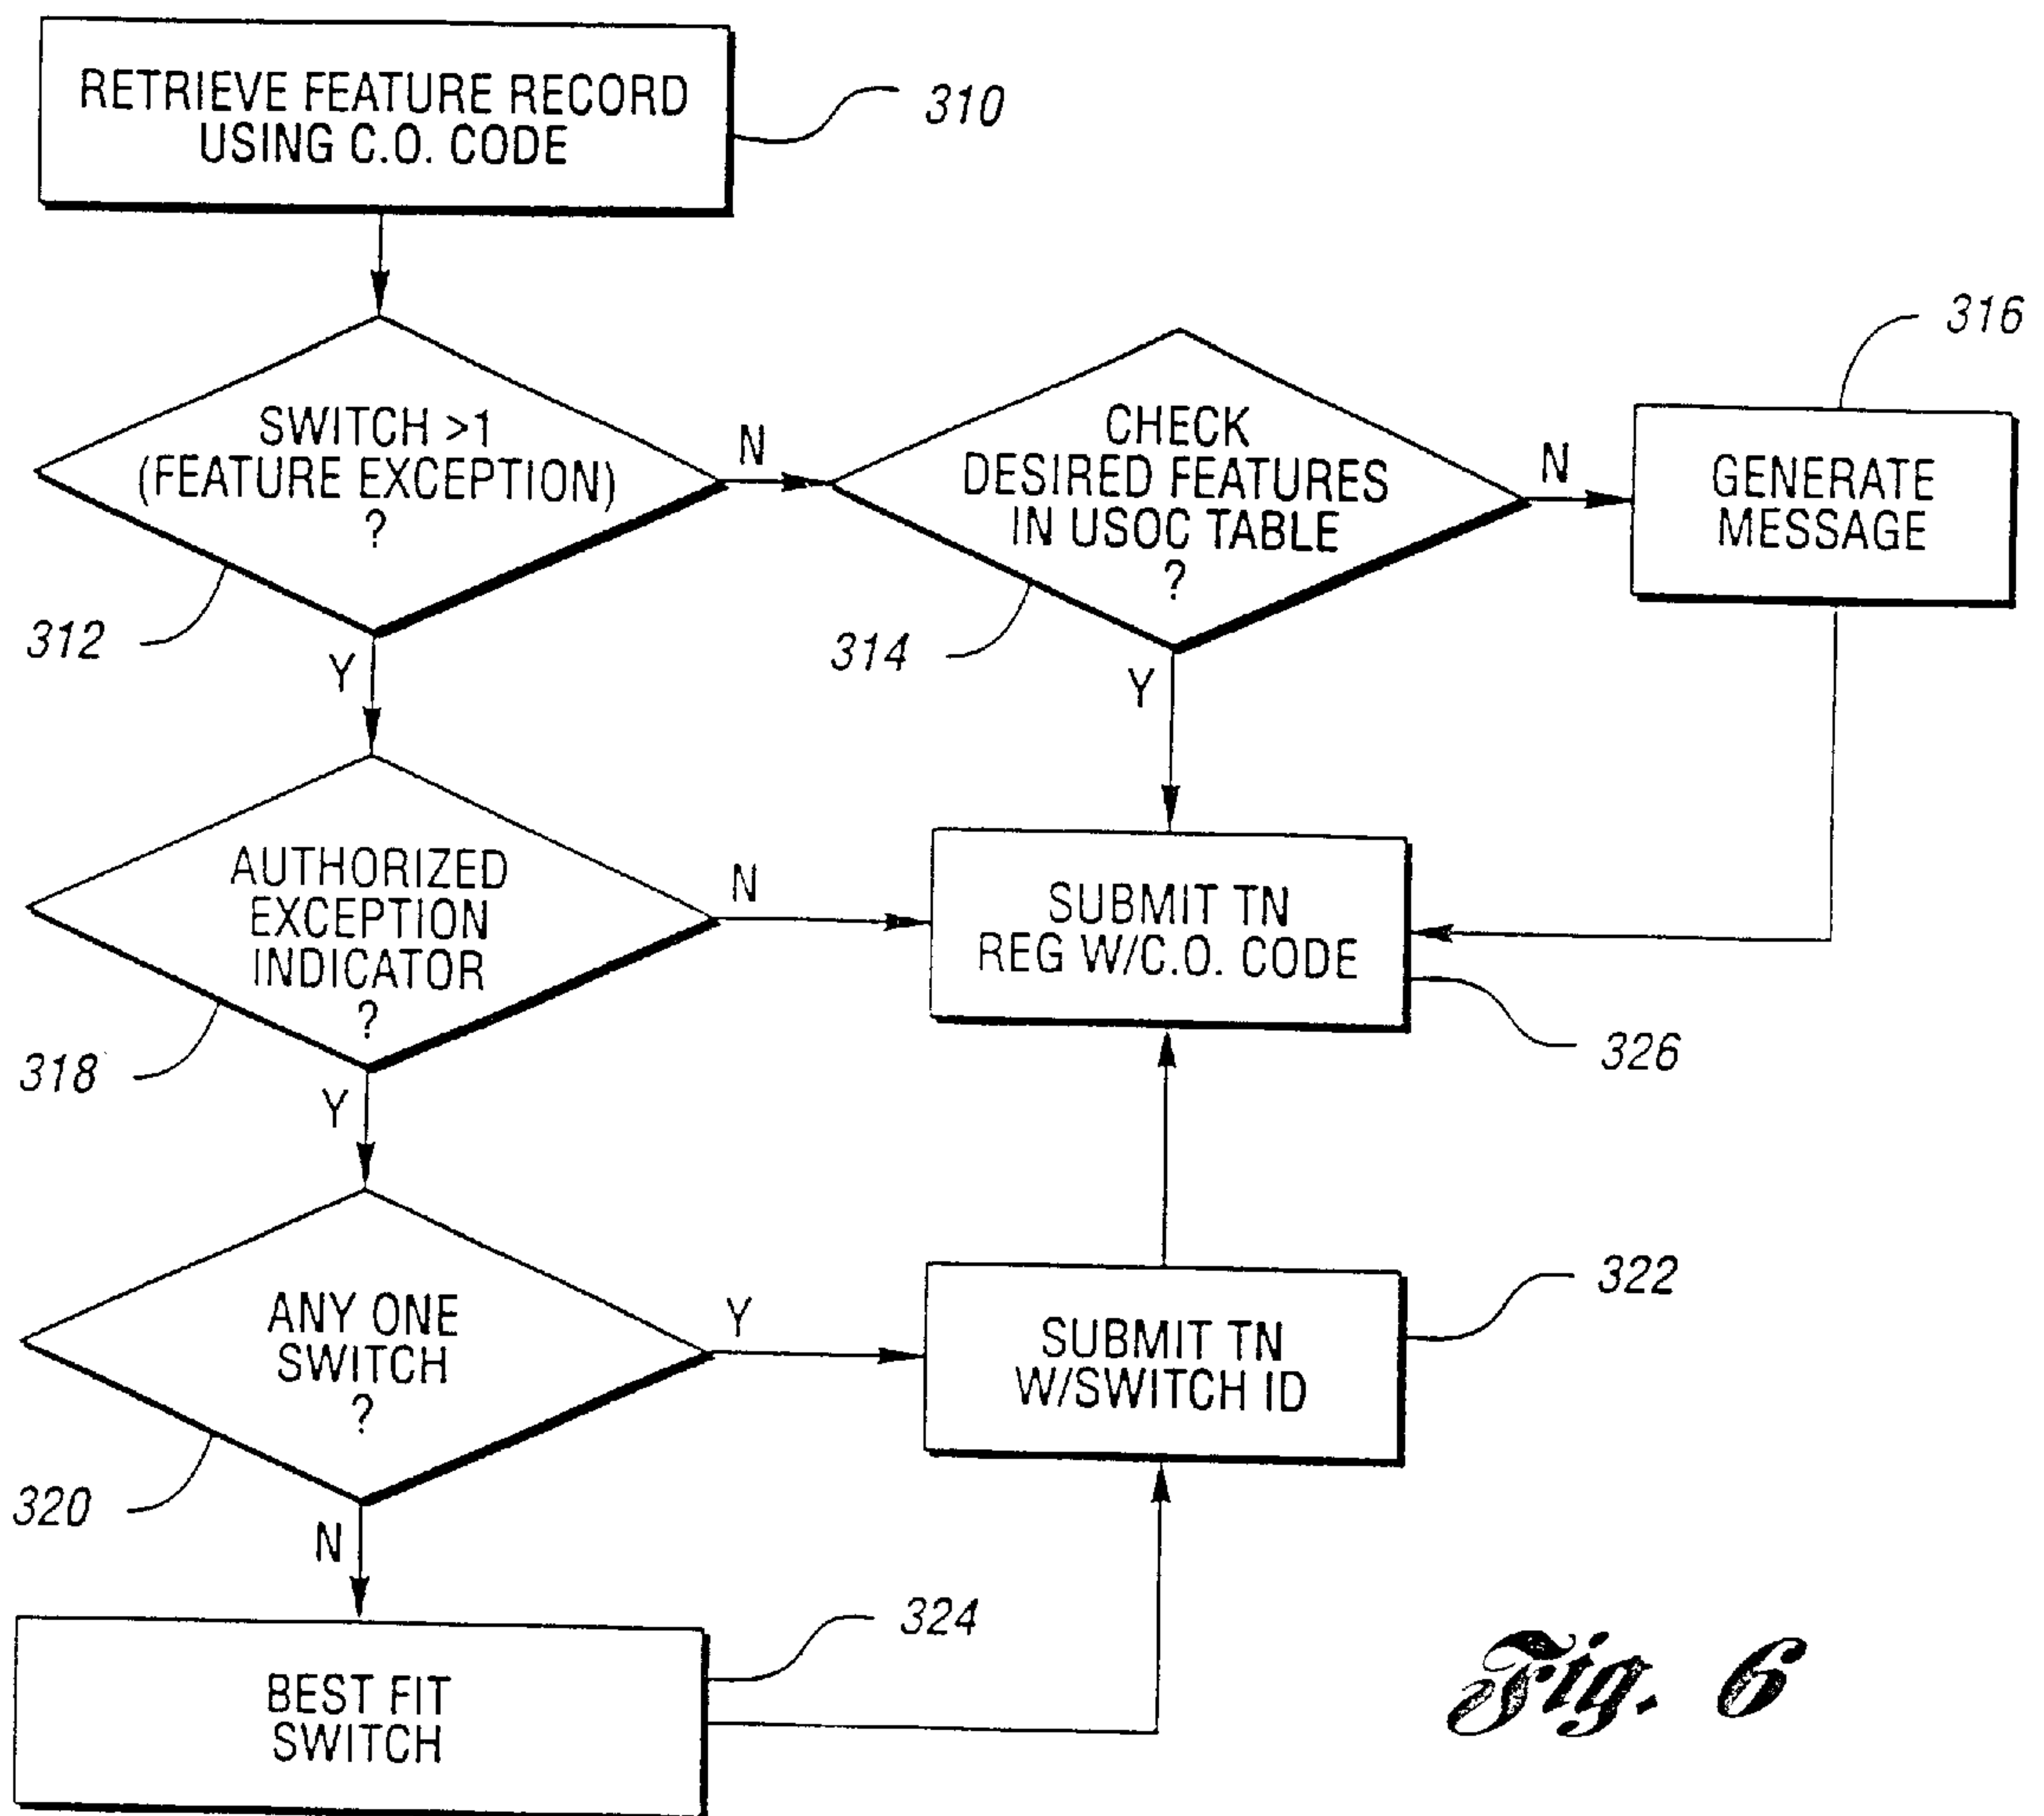 RETRIEVE FEATURE RECORD
USING C.O. CODE
310
SWITCH >1
(FEATURE EXCEPTION)
?
312
N
Y
CHECK
DESIRED FEATURES
IN USOC TABLE
?
314
N
Y
GENERATE
MESSAGE
316
AUTHORIZED
EXCEPTION
INDICATOR
?
318
N
Y
SUBMIT TN
REG W/C.O. CODE
326
ANY ONE
SWITCH
?
320
Y
N
SUBMIT TN
W/SWITCH ID
322
BEST FIT
SWITCH
324
Fig. 6